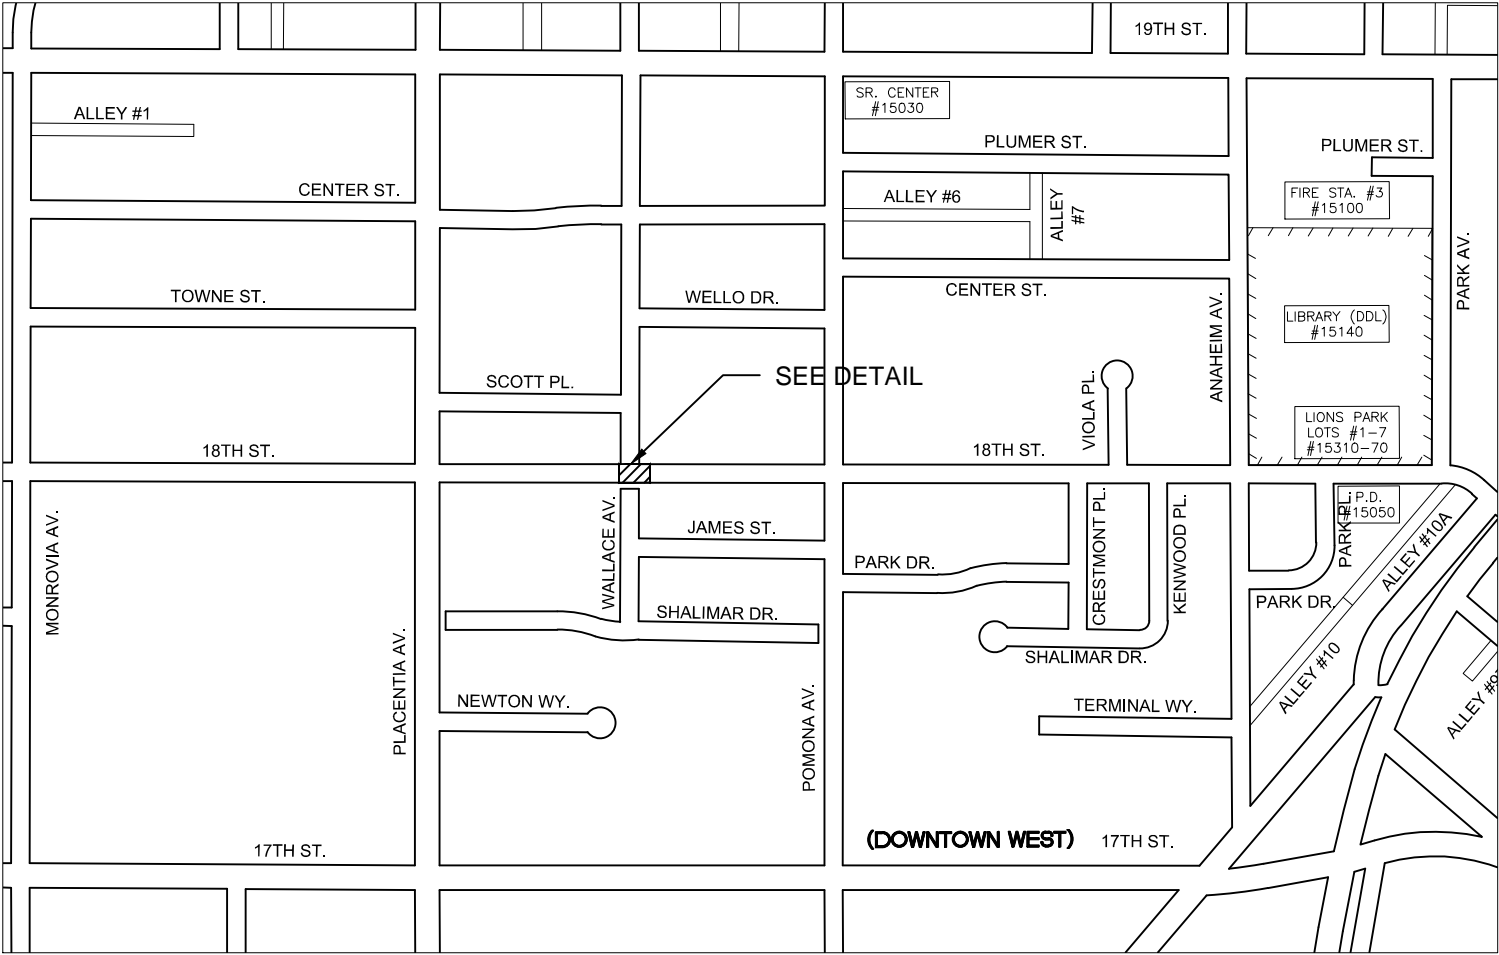 19TH ST.
SR. CENTER
#15030
ALLEY #1
PLUMER ST.
PLUMER ST.
CENTER ST.
ALLEY #6
ALLEY
#7
FIRE STA. #3
#15100
PARK AV.
TOWNE ST.
WELLO DR.
CENTER ST.
ANAHEIM AV.
LIBRARY (DDL)
#15140
SCOTT PL.
SEE DETAIL
VIOLA PL.
LIONS PARK
LOTS #1-7
#15310-70
18TH ST.
18TH ST.
P.D.
#15050
MONROVIA AV.
WALLACE AV.
JAMES ST.
PARK DR.
CRESTMONT PL.
KENWOOD PL.
PARK PL.
ALLEY #10A
SHALIMAR DR.
PARK DR.
SHALIMAR DR.
ALLEY #10
PLACENTIA AV.
NEWTON WY.
POMONA AV.
TERMINAL WY.
ALLEY
(DOWNTOWN WEST)
17TH ST.
17TH ST.